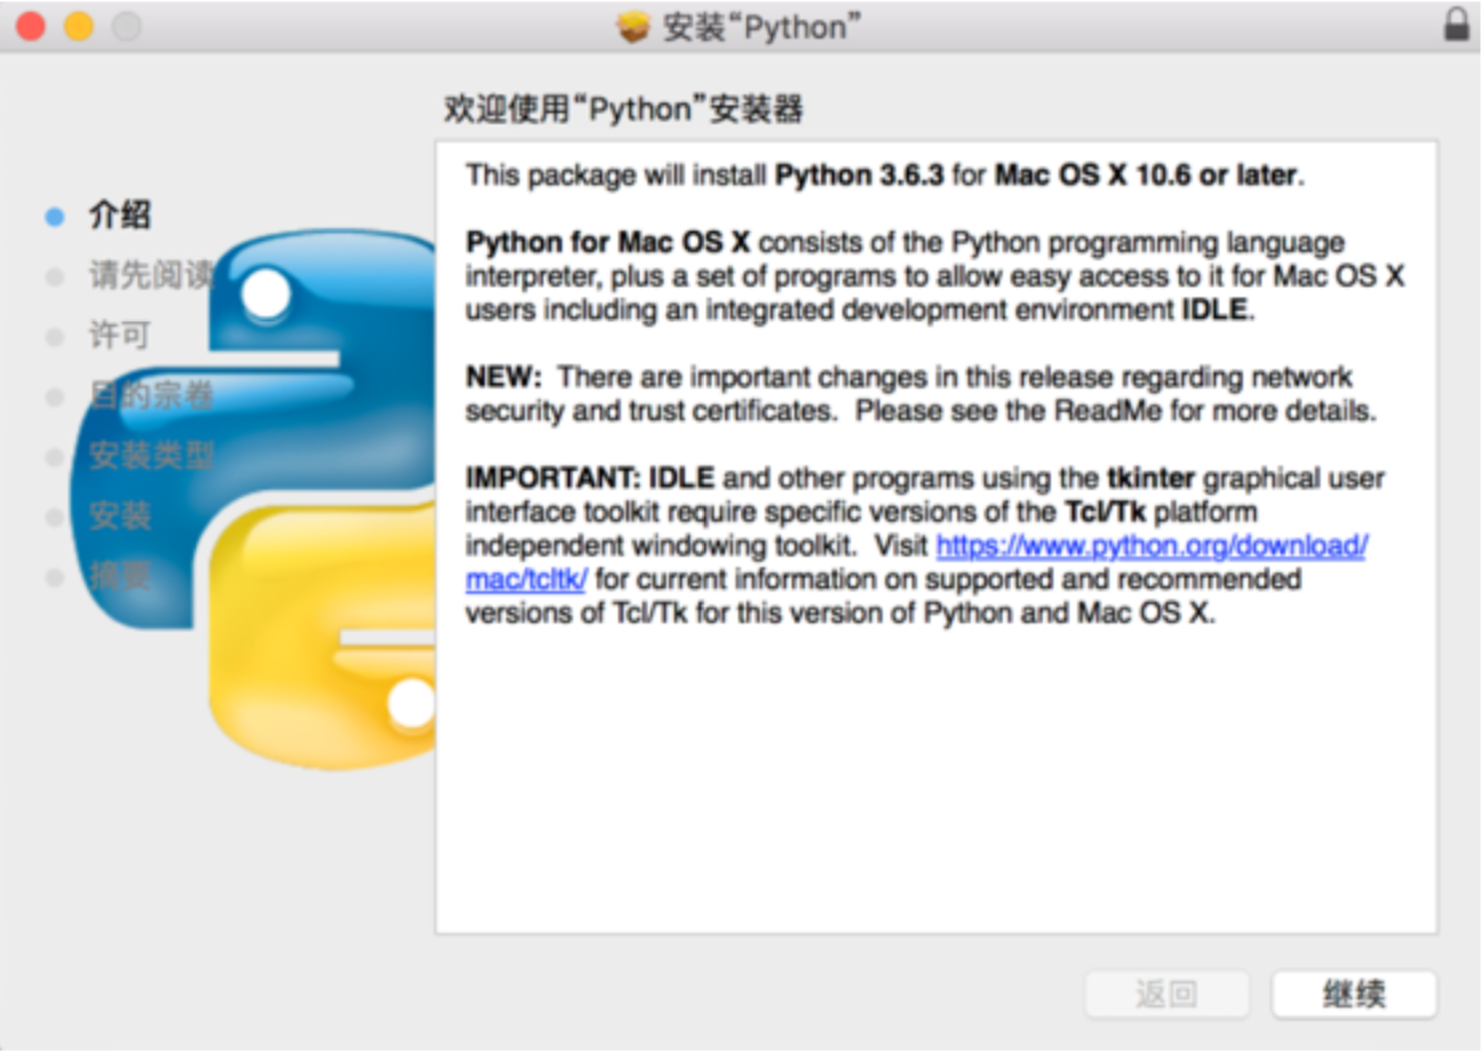 安装“Python”
欢迎使用“Python”安装器
介绍
请先阅读
许可
目的宗卷
安装类型
安装
摘要
This package will install Python 3.6.3 for Mac OS X 10.6 or later.
Python for Mac OS X consists of the Python programming language
interpreter, plus a set of programs to allow easy access to it for Mac OS X
users including an integrated development environment IDLE.
NEW:  There are important changes in this release regarding network
security and trust certificates.  Please see the ReadMe for more details.
IMPORTANT: IDLE and other programs using the tkinter graphical user
interface toolkit require specific versions of the Tcl/Tk platform
independent windowing toolkit.  Visit https://www.python.org/download/
mac/tcltk/ for current information on supported and recommended
versions of Tcl/Tk for this version of Python and Mac OS X.
返回
继续